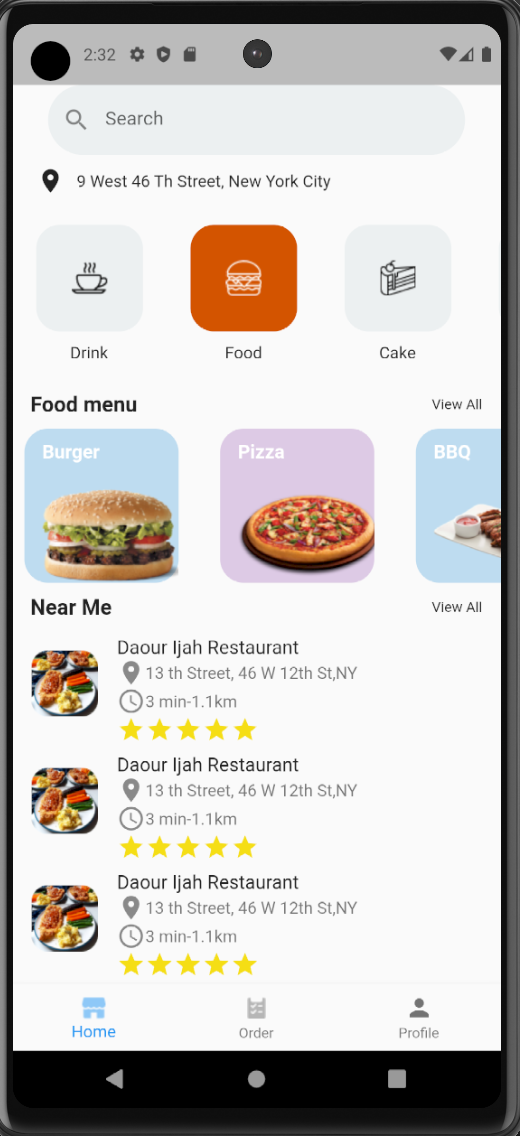 2:32
Search
9 West 46 Th Street, New York City
Drink
Food
Cake
Food menu
View All
Burger
Pizza
BBQ
Near Me
View All
Daour Ijah Restaurant
13 th Street, 46 W 12th St,NY
3 min-1.1km
Daour Ijah Restaurant
13 th Street, 46 W 12th St,NY
3 min-1.1km
Daour Ijah Restaurant
13 th Street, 46 W 12th St,NY
3 min-1.1km
Home
Order
Profile